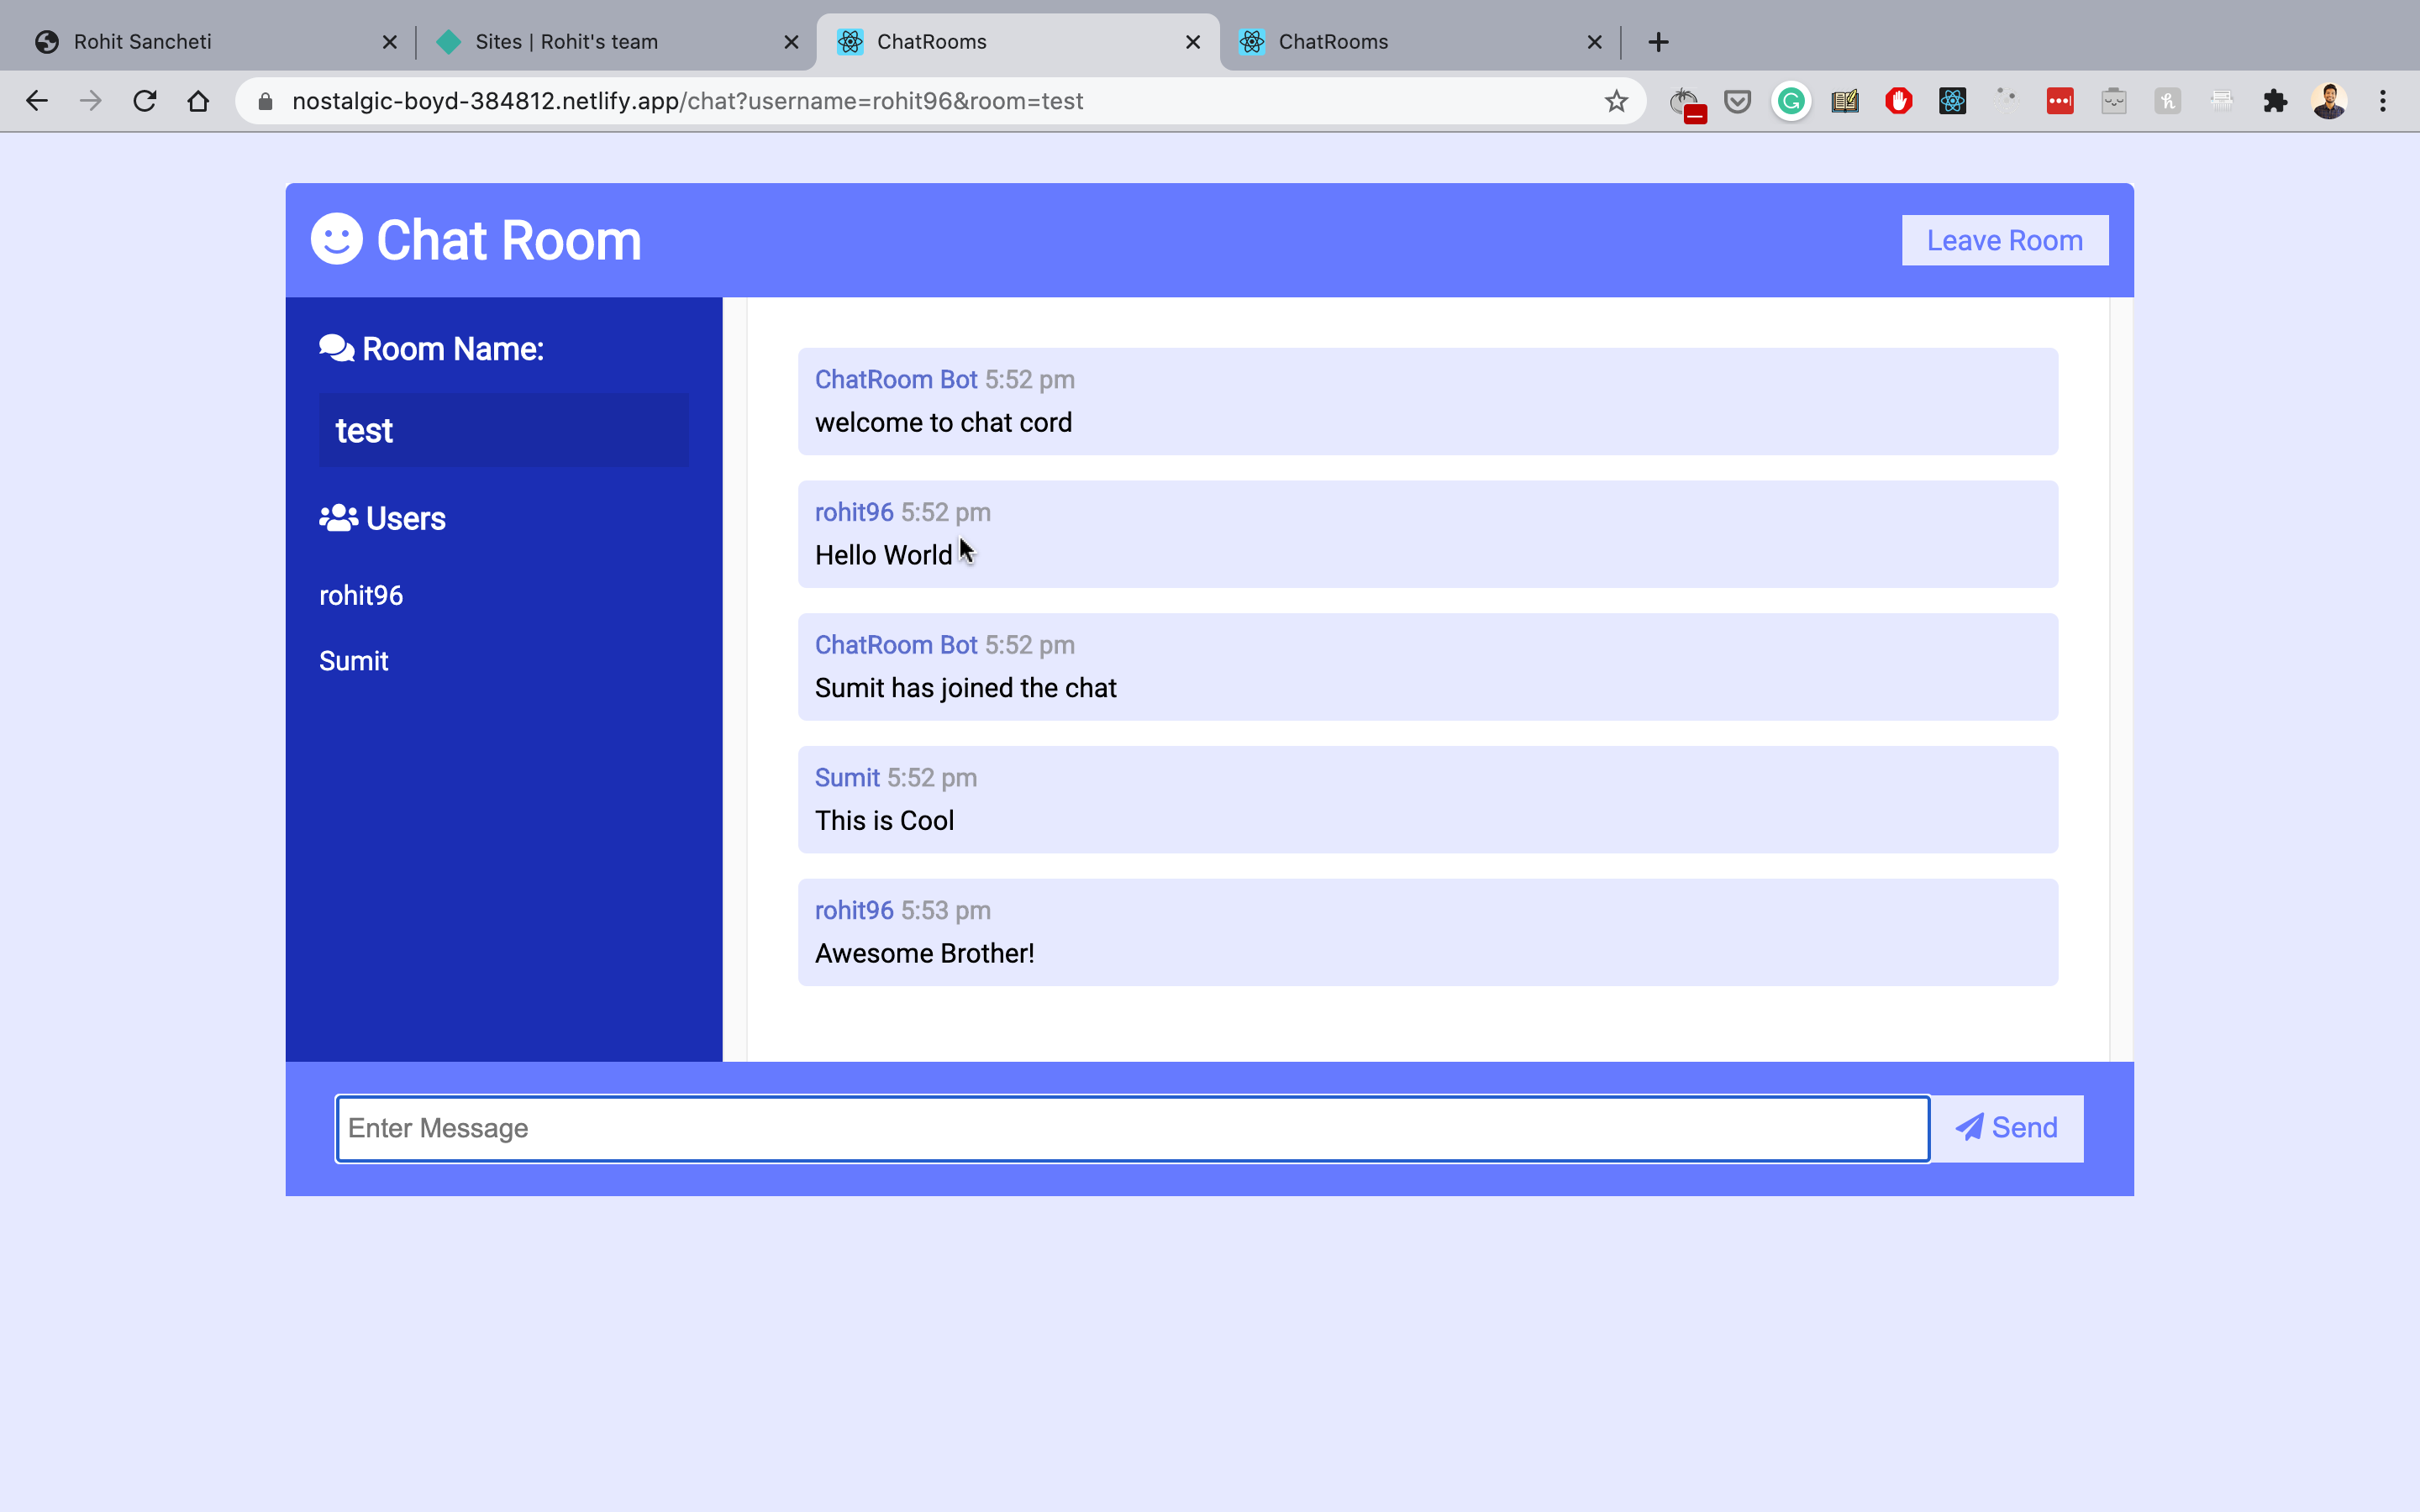 Rohit Sancheti
Sites | Rohit's team
ChatRooms
ChatRooms
nostalgic-boyd-384812.netlify.app/chat?username=rohit96&room=test
Chat Room
Leave Room
Room Name:
test
Users
rohit96
Sumit
ChatRoom Bot 5:52 pm
welcome to chat cord
rohit96 5:52 pm
Hello World
ChatRoom Bot 5:52 pm
Sumit has joined the chat
Sumit 5:52 pm
This is Cool
rohit96 5:53 pm
Awesome Brother!
Enter Message
Send